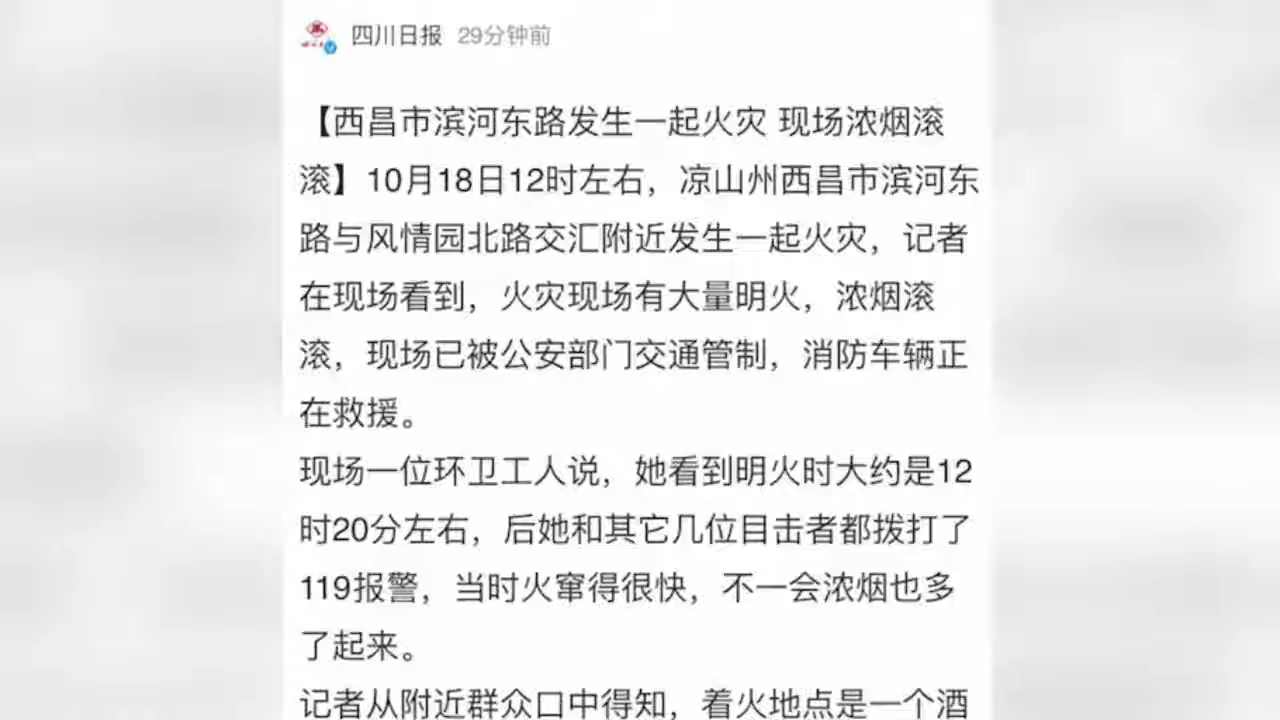 四川日报 29分钟前
【西昌市滨河东路发生一起火灾 现场浓烟滚
滚】10月18日12时左右，凉山州西昌市滨河东
路与风情园北路交汇附近发生一起火灾，记者
在现场看到，火灾现场有大量明火，浓烟滚
滚，现场已被公安部门交通管制，消防车辆正
在救援。
现场一位环卫工人说，她看到明火时大约是12
时20分左右，后她和其它几位目击者都拨打了
119报警，当时火窜得很快，不一会浓烟也多
了起来。
记者从附近群众口中得知，着火地点是一个酒